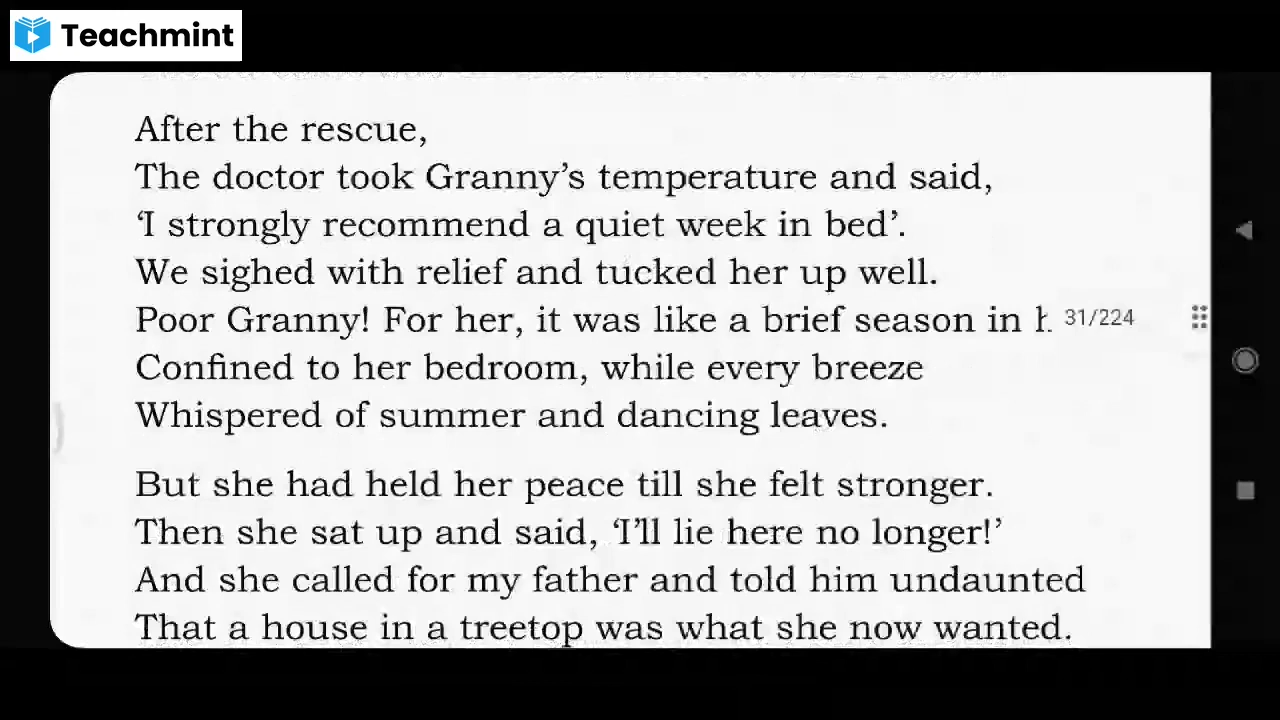 Teachmint
After the rescue,
The doctor took Granny’s temperature and said,
‘I strongly recommend a quiet week in bed’.
We sighed with relief and tucked her up well.
Poor Granny! For her, it was like a brief season in
31/224
Confined to her bedroom, while every breeze
Whispered of summer and dancing leaves.
But she had held her peace till she felt stronger.
Then she sat up and said, ‘I’ll lie here no longer!’
And she called for my father and told him undaunted
That a house in a treetop was what she now wanted.